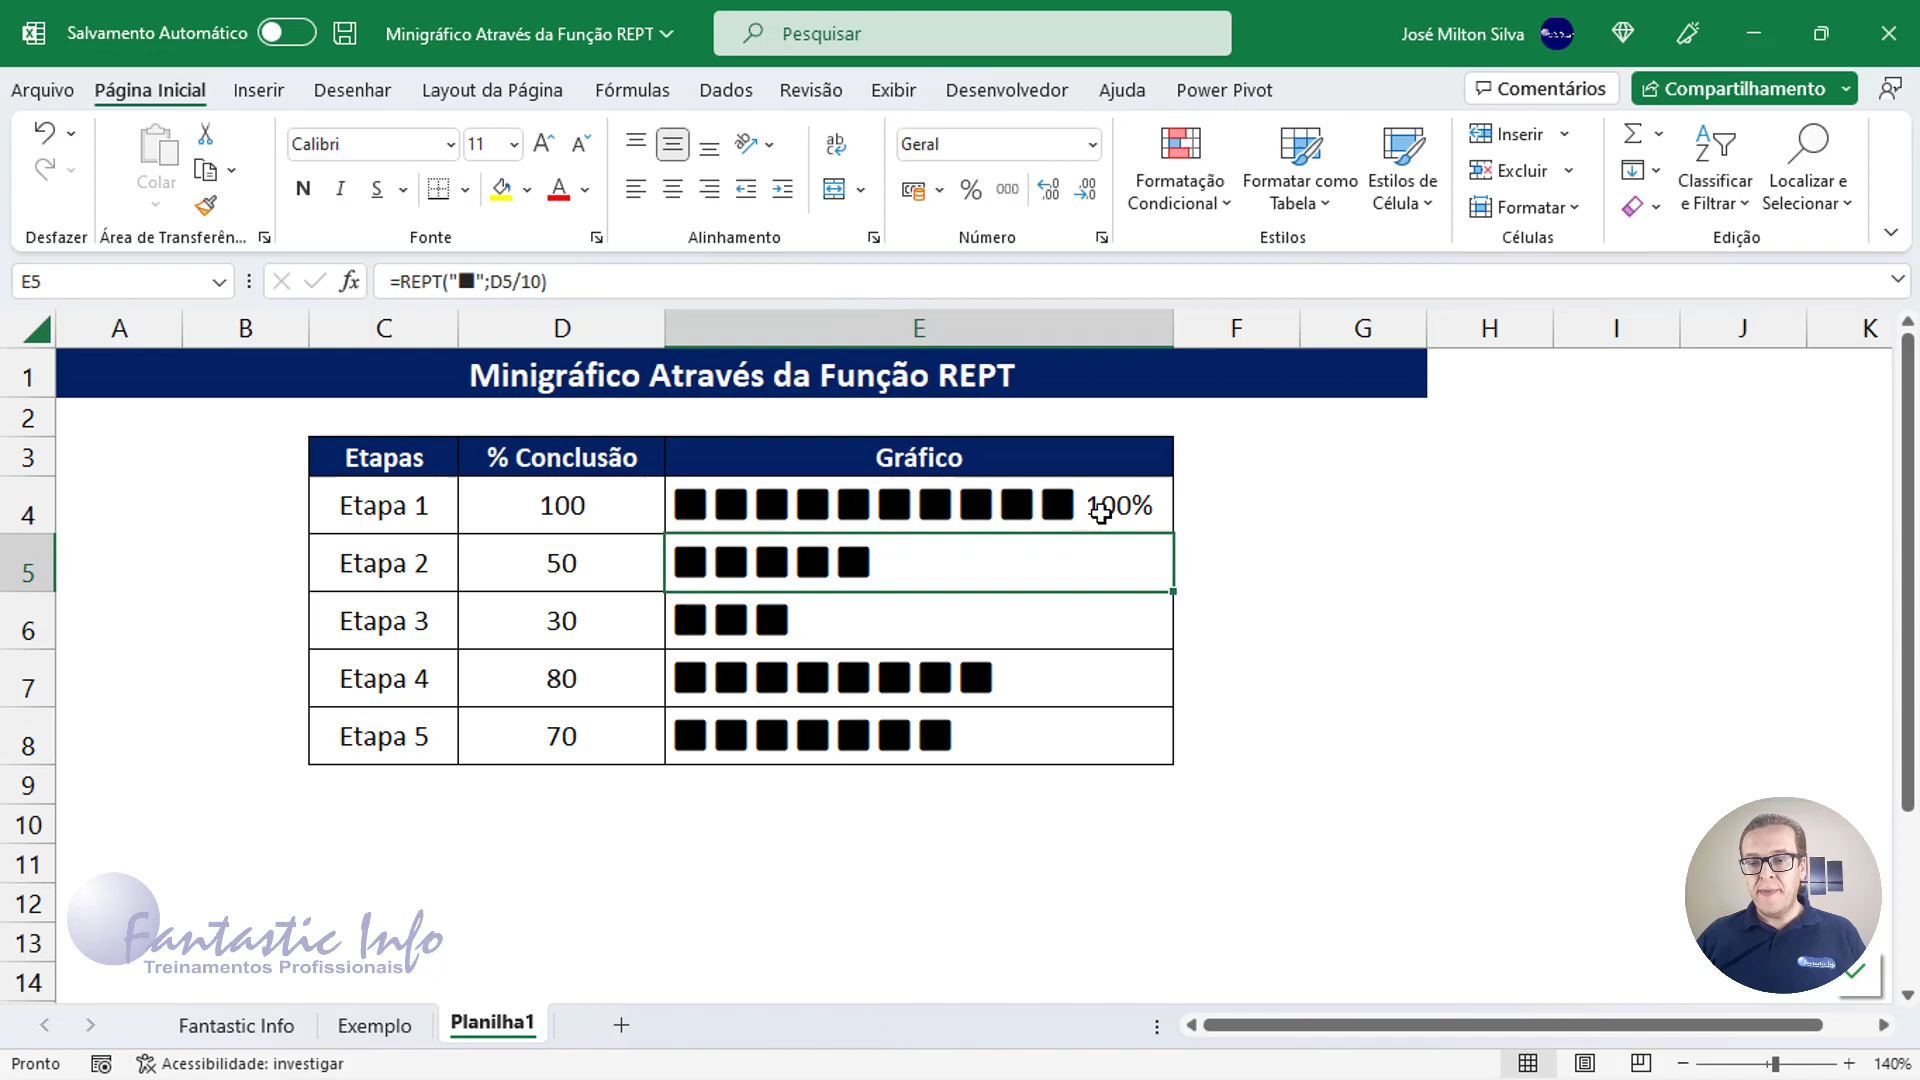 Salvamento Automático
Minigráfico Através da Função REPT
Pesquisar
José Milton Silva
Arquivo
Página Inicial
Inserir
Desenhar
Layout da Página
Fórmulas
Dados
Revisão
Exibir
Desenvolvedor
Ajuda
Power Pivot
Comentários
Compartilhamento
Colar
Calibri
11
N I S
ab
Geral
% 000
Formatação Condicional
Formatar como Tabela
Estilos de Célula
Inserir
Excluir
Formatar
Classificar e Filtrar
Localizar e Selecionar
Desfazer
Área de Transferên...
Fonte
Alinhamento
Número
Estilos
Células
Edição
E5
fx
=REPT("■";D5/10)
A B C D E F G H I J K
1 Minigráfico Através da Função REPT
2
3 Etapas % Conclusão Gráfico
4 Etapa 1 100 ■■■■■■■■■■ 100%
5 Etapa 2 50 ■■■■■
6 Etapa 3 30 ■■■
7 Etapa 4 80 ■■■■■■■■
8 Etapa 5 70 ■■■■■■■
9
10
11
12
13
14
Fantastic Info
Treinamentos Profissionais
Fantastic Info
Exemplo
Planilha1
Pronto
Acessibilidade: investigar
140%